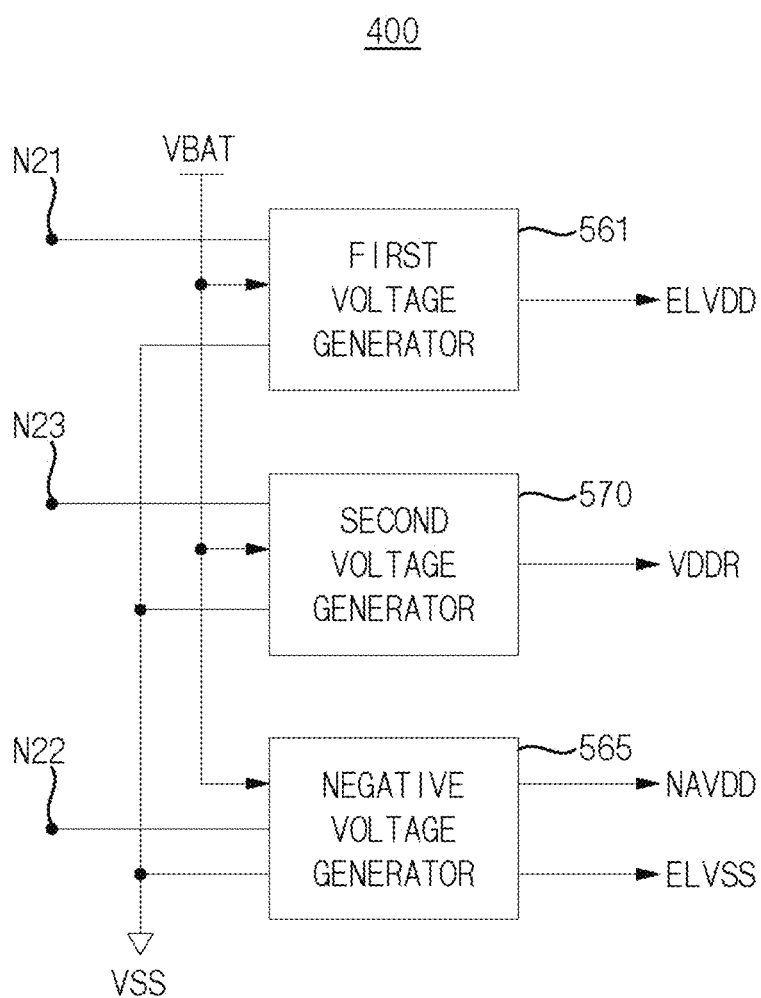 400
VBAT
N21
561
FIRST
VOLTAGE
GENERATOR
ELVDD
N23
570
SECOND
VOLTAGE
GENERATOR
VDDR
N22
565
NEGATIVE
VOLTAGE
GENERATOR
NAVDD
ELVSS
VSS